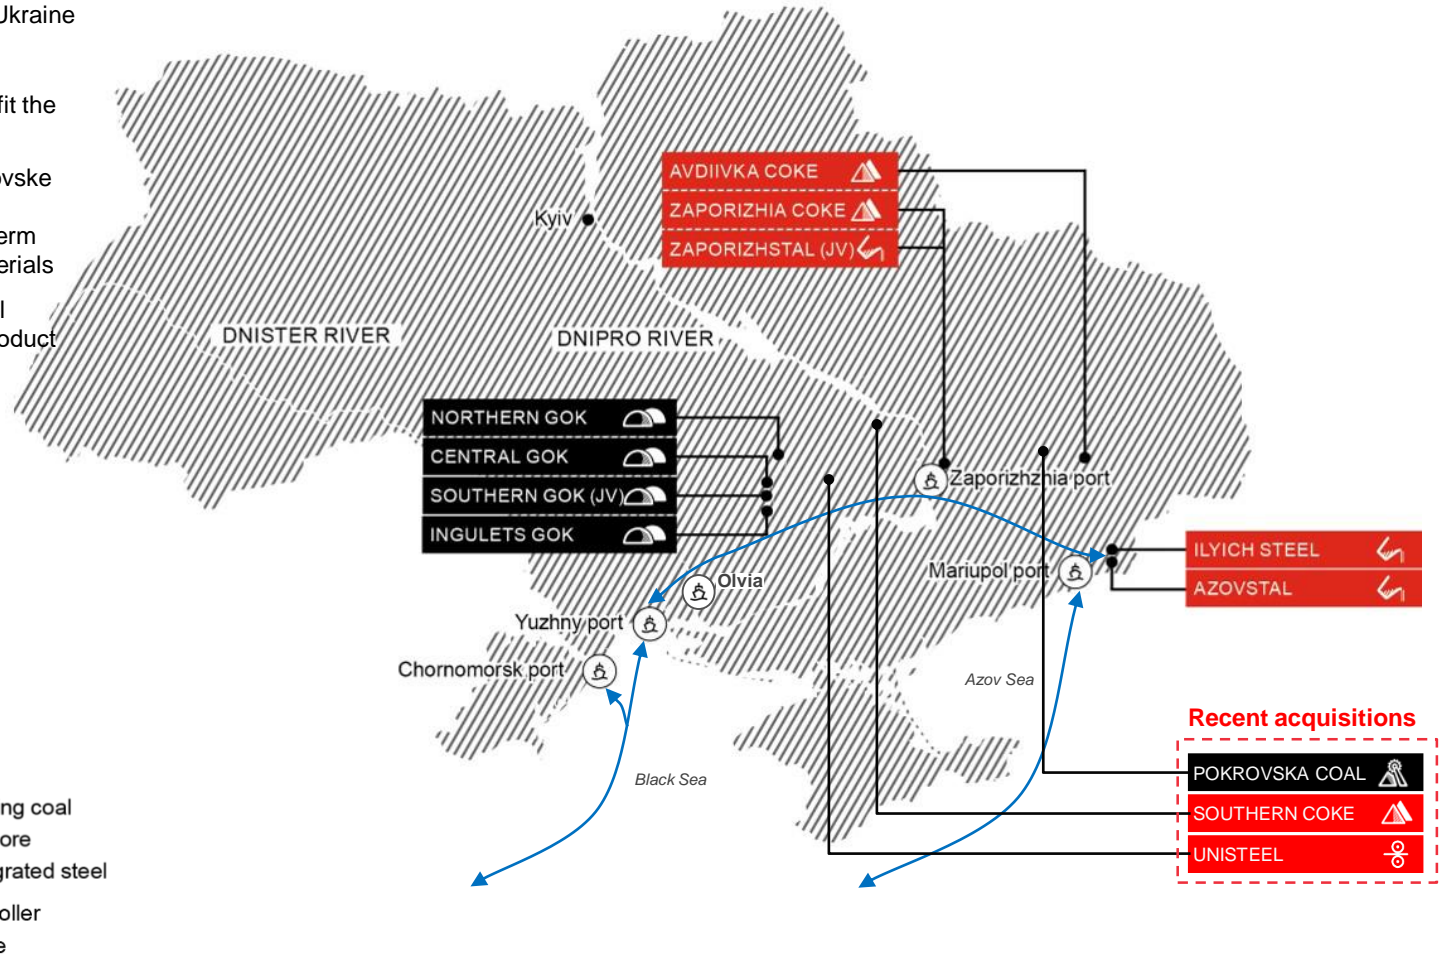 Ukraine
fit the
ovske
erm
erials
l
oduct
AVDIIVKA COKE
ZAPORIZHIA COKE
ZAPORIZHSTAL (JV)
Kyiv
DNISTER RIVER
DNIPRO RIVER
NORTHERN GOK
CENTRAL GOK
SOUTHERN GOK (JV)
INGULETS GOK
Zaporizhzhia port
ILYICH STEEL
AZOVSTAL
Mariupol port
Olvia
Yuzhny port
Chornomorsk port
Azov Sea
Black Sea
Recent acquisitions
POKROVSKA COAL
SOUTHERN COKE
UNISTEEL
ng coal
ore
grated steel
oller
e